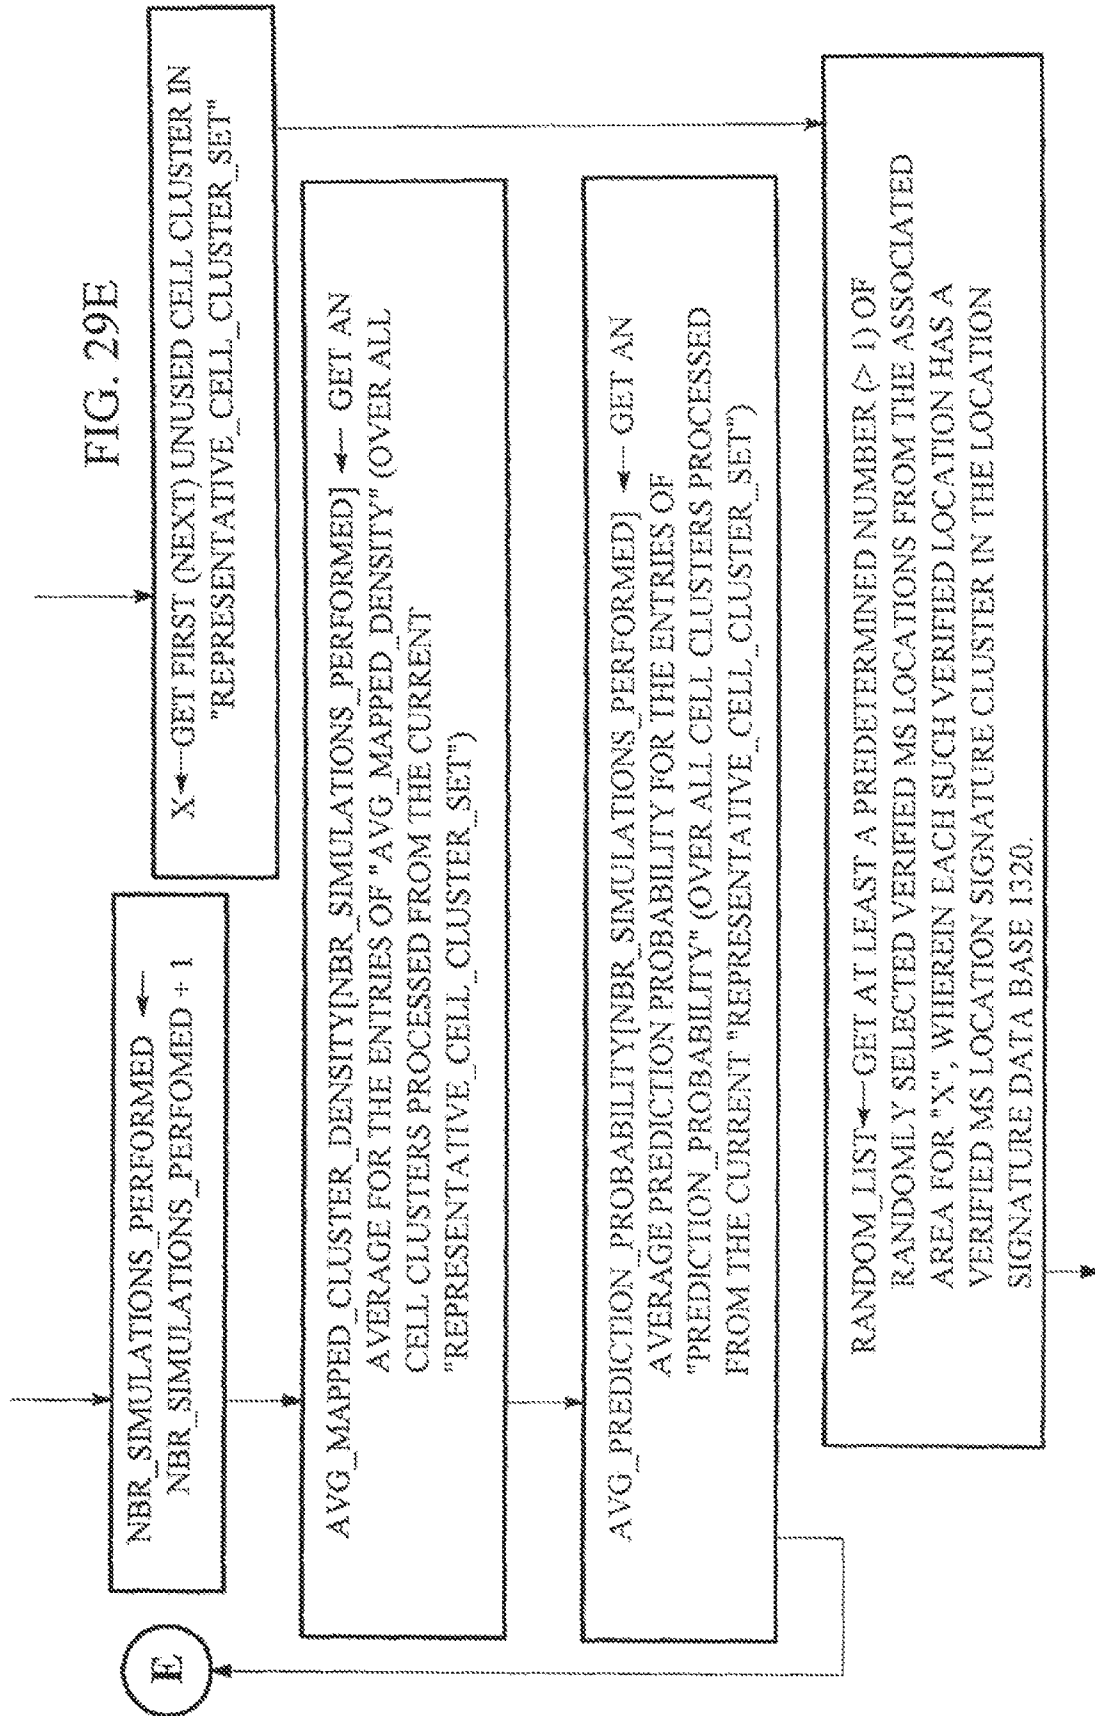 FIG. 29E
NBR_SIMULATIONS_PERFORMED ←
NBR_SIMULATIONS_PERFOMED + 1
X←GET FIRST (NEXT) UNUSED CELL CLUSTER IN
"REPRESENTATIVE_CELL_CLUSTER_SET"
AVG_MAPPED_CLUSTER_DENSITY[NBR_SIMULATIONS_PERFORMED] ← GET AN
AVERAGE FOR THE ENTRIES OF "AVG_MAPPED_DENSITY" (OVER ALL
CELL CLUSTERS PROCESSED FROM THE CURRENT
"REPRESENTATIVE_CELL_CLUSTER_SET")
AVG_PREDICTION_PROBABILITY[NBR_SIMULATIONS_PERFORMED] ← GET AN
AVERAGE PREDICTION PROBABILITY FOR THE ENTRIES OF
"PREDICTION_PROBABILITY" (OVER ALL CELL CLUSTERS PROCESSED
FROM THE CURRENT "REPRESENTATIVE_CELL_CLUSTER_SET")
E
RANDOM_LIST←GET AT LEAST A PREDETERMINED NUMBER (> 1) OF
RANDOMLY SELECTED VERIFIED MS LOCATIONS FROM THE ASSOCIATED
AREA FOR "X", WHEREIN EACH SUCH VERIFIED LOCATION HAS A
VERIFIED MS LOCATION SIGNATURE CLUSTER IN THE LOCATION
SIGNATURE DATA BASE 1320.